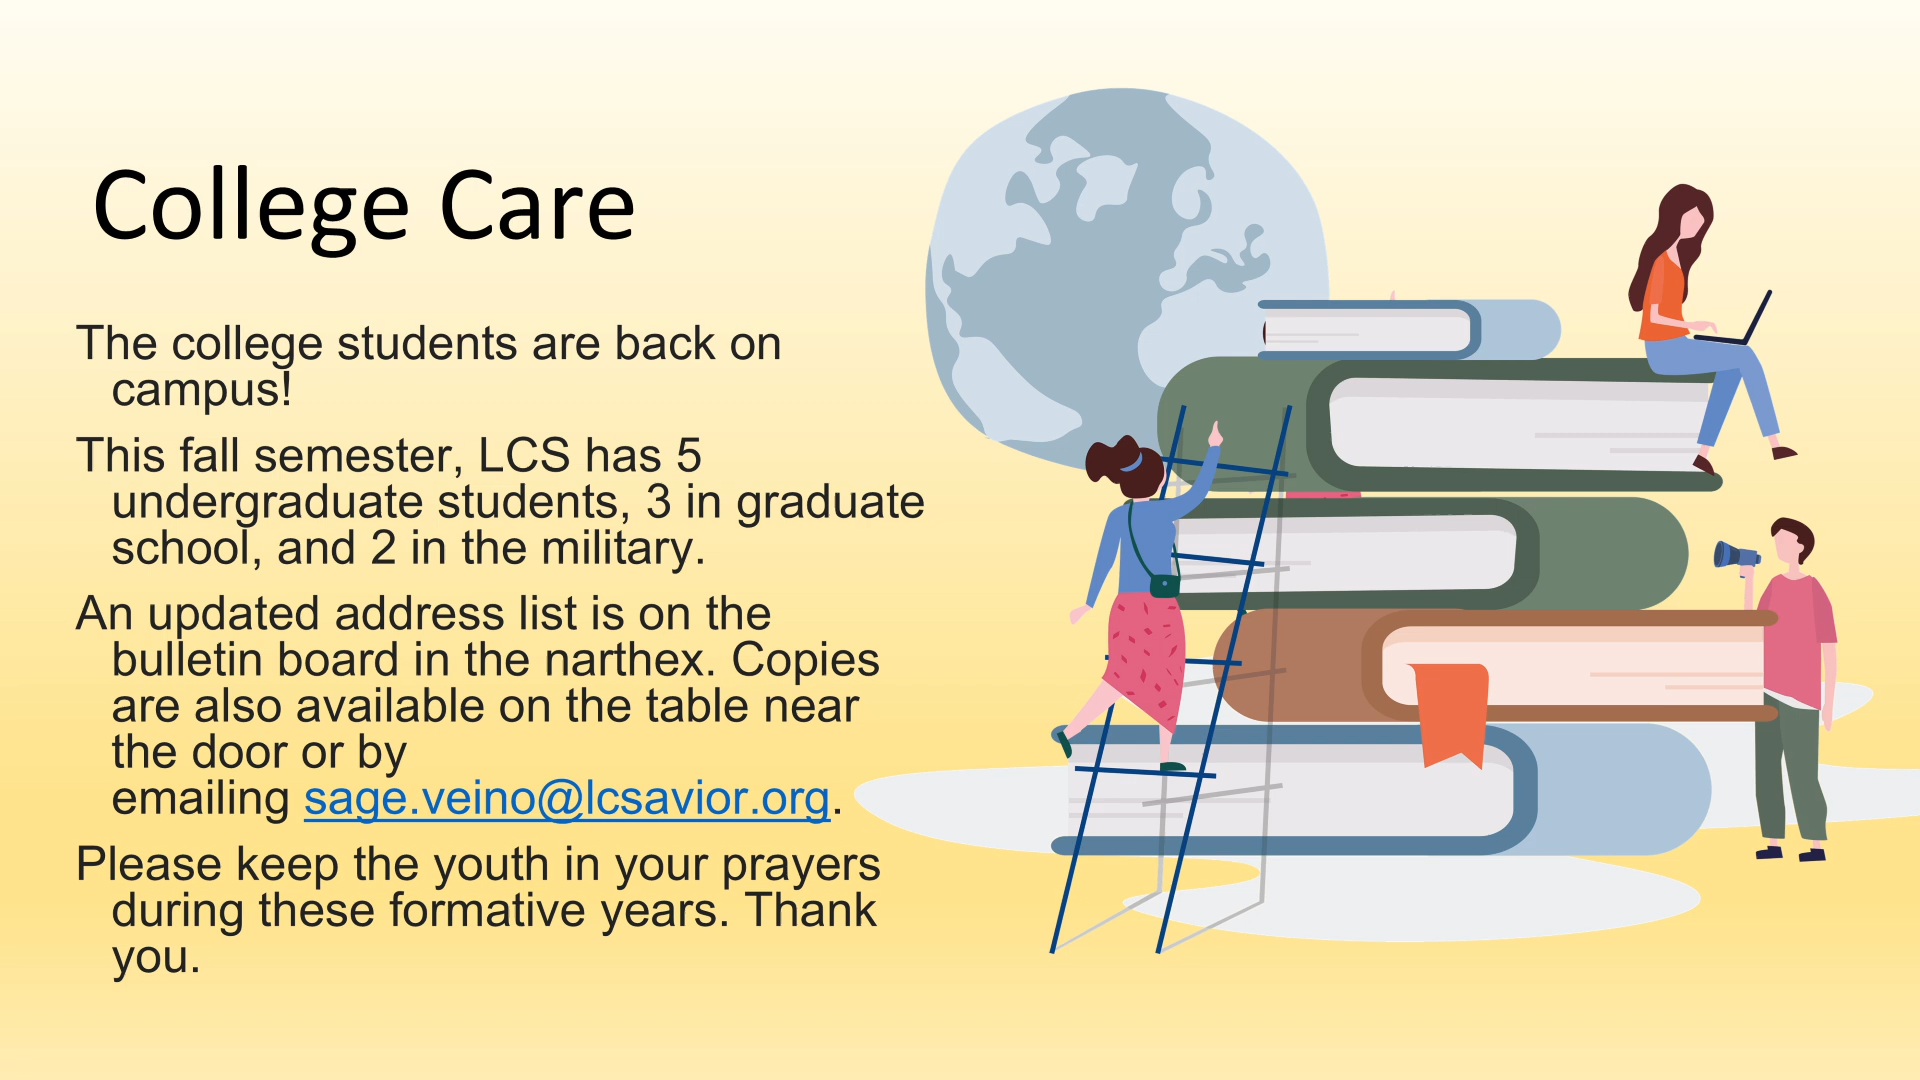 College Care
The college students are back on
campus!
This fall semester, LCS has 5
undergraduate students, 3 in graduate
school, and 2 in the military.
An updated address list is on the
bulletin board in the narthex. Copies
are also available on the table near
the door or by
emailing sage.veino@lcsavior.org.
Please keep the youth in your prayers
during these formative years. Thank
you.